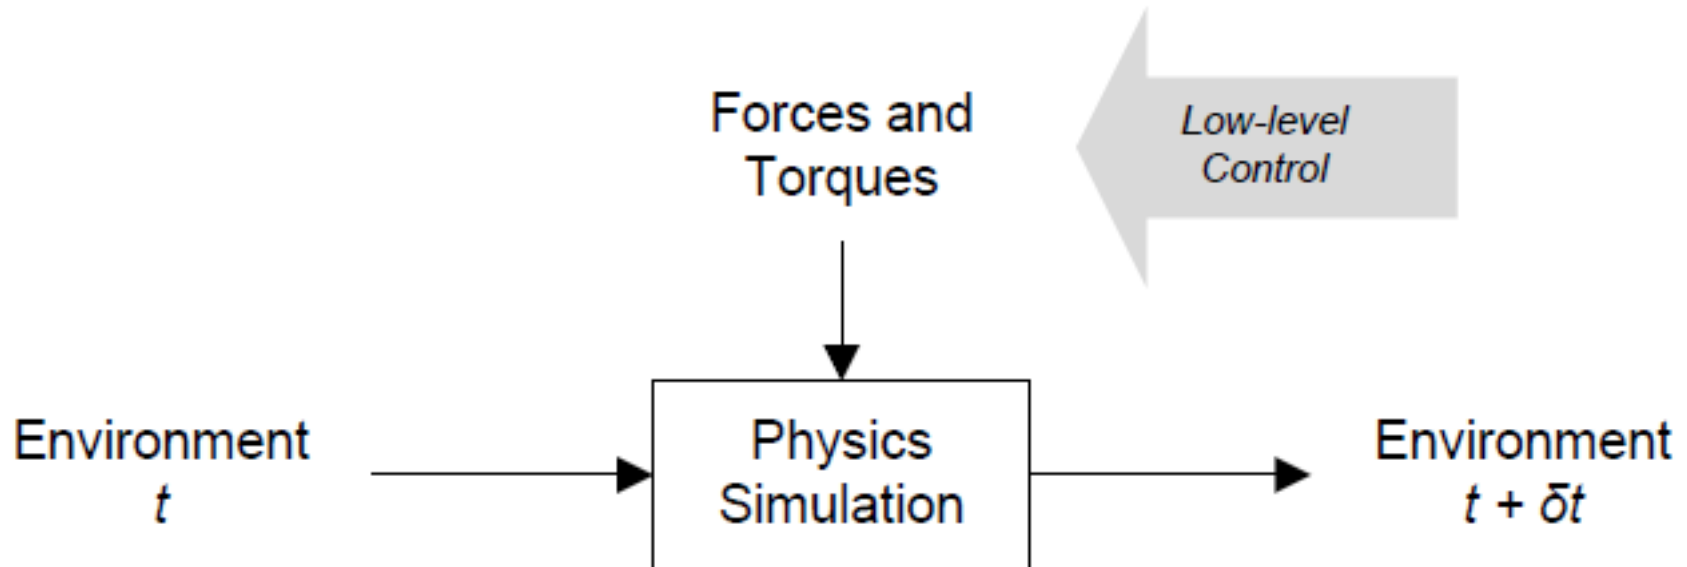 Forces and
Torques
Low-level
Control
Environment
t
Physics
Simulation
Environment
t + δt